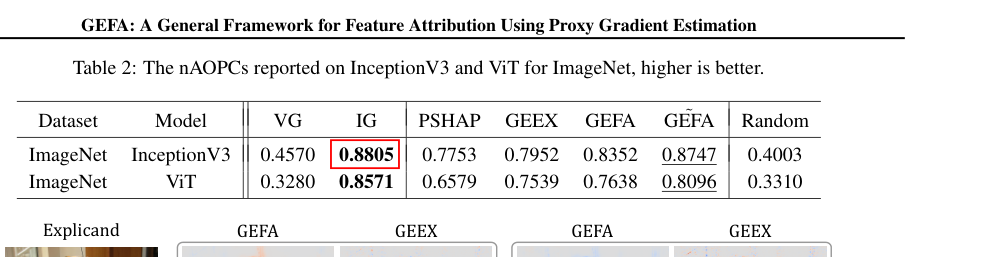 GEFA: A General Framework for Feature Attribution Using Proxy Gradient Estimation
Table 2: The nAOPCs reported on InceptionV3 and ViT for ImageNet, higher is better.
Dataset Model VG IG PSHAP GEEX GEFA GẼFA Random
ImageNet InceptionV3 0.4570 0.8805 0.7753 0.7952 0.8352 0.8747 0.4003
ImageNet ViT 0.3280 0.8571 0.6579 0.7539 0.7638 0.8096 0.3310
Explicand GEFA GEEX GEFA GEEX